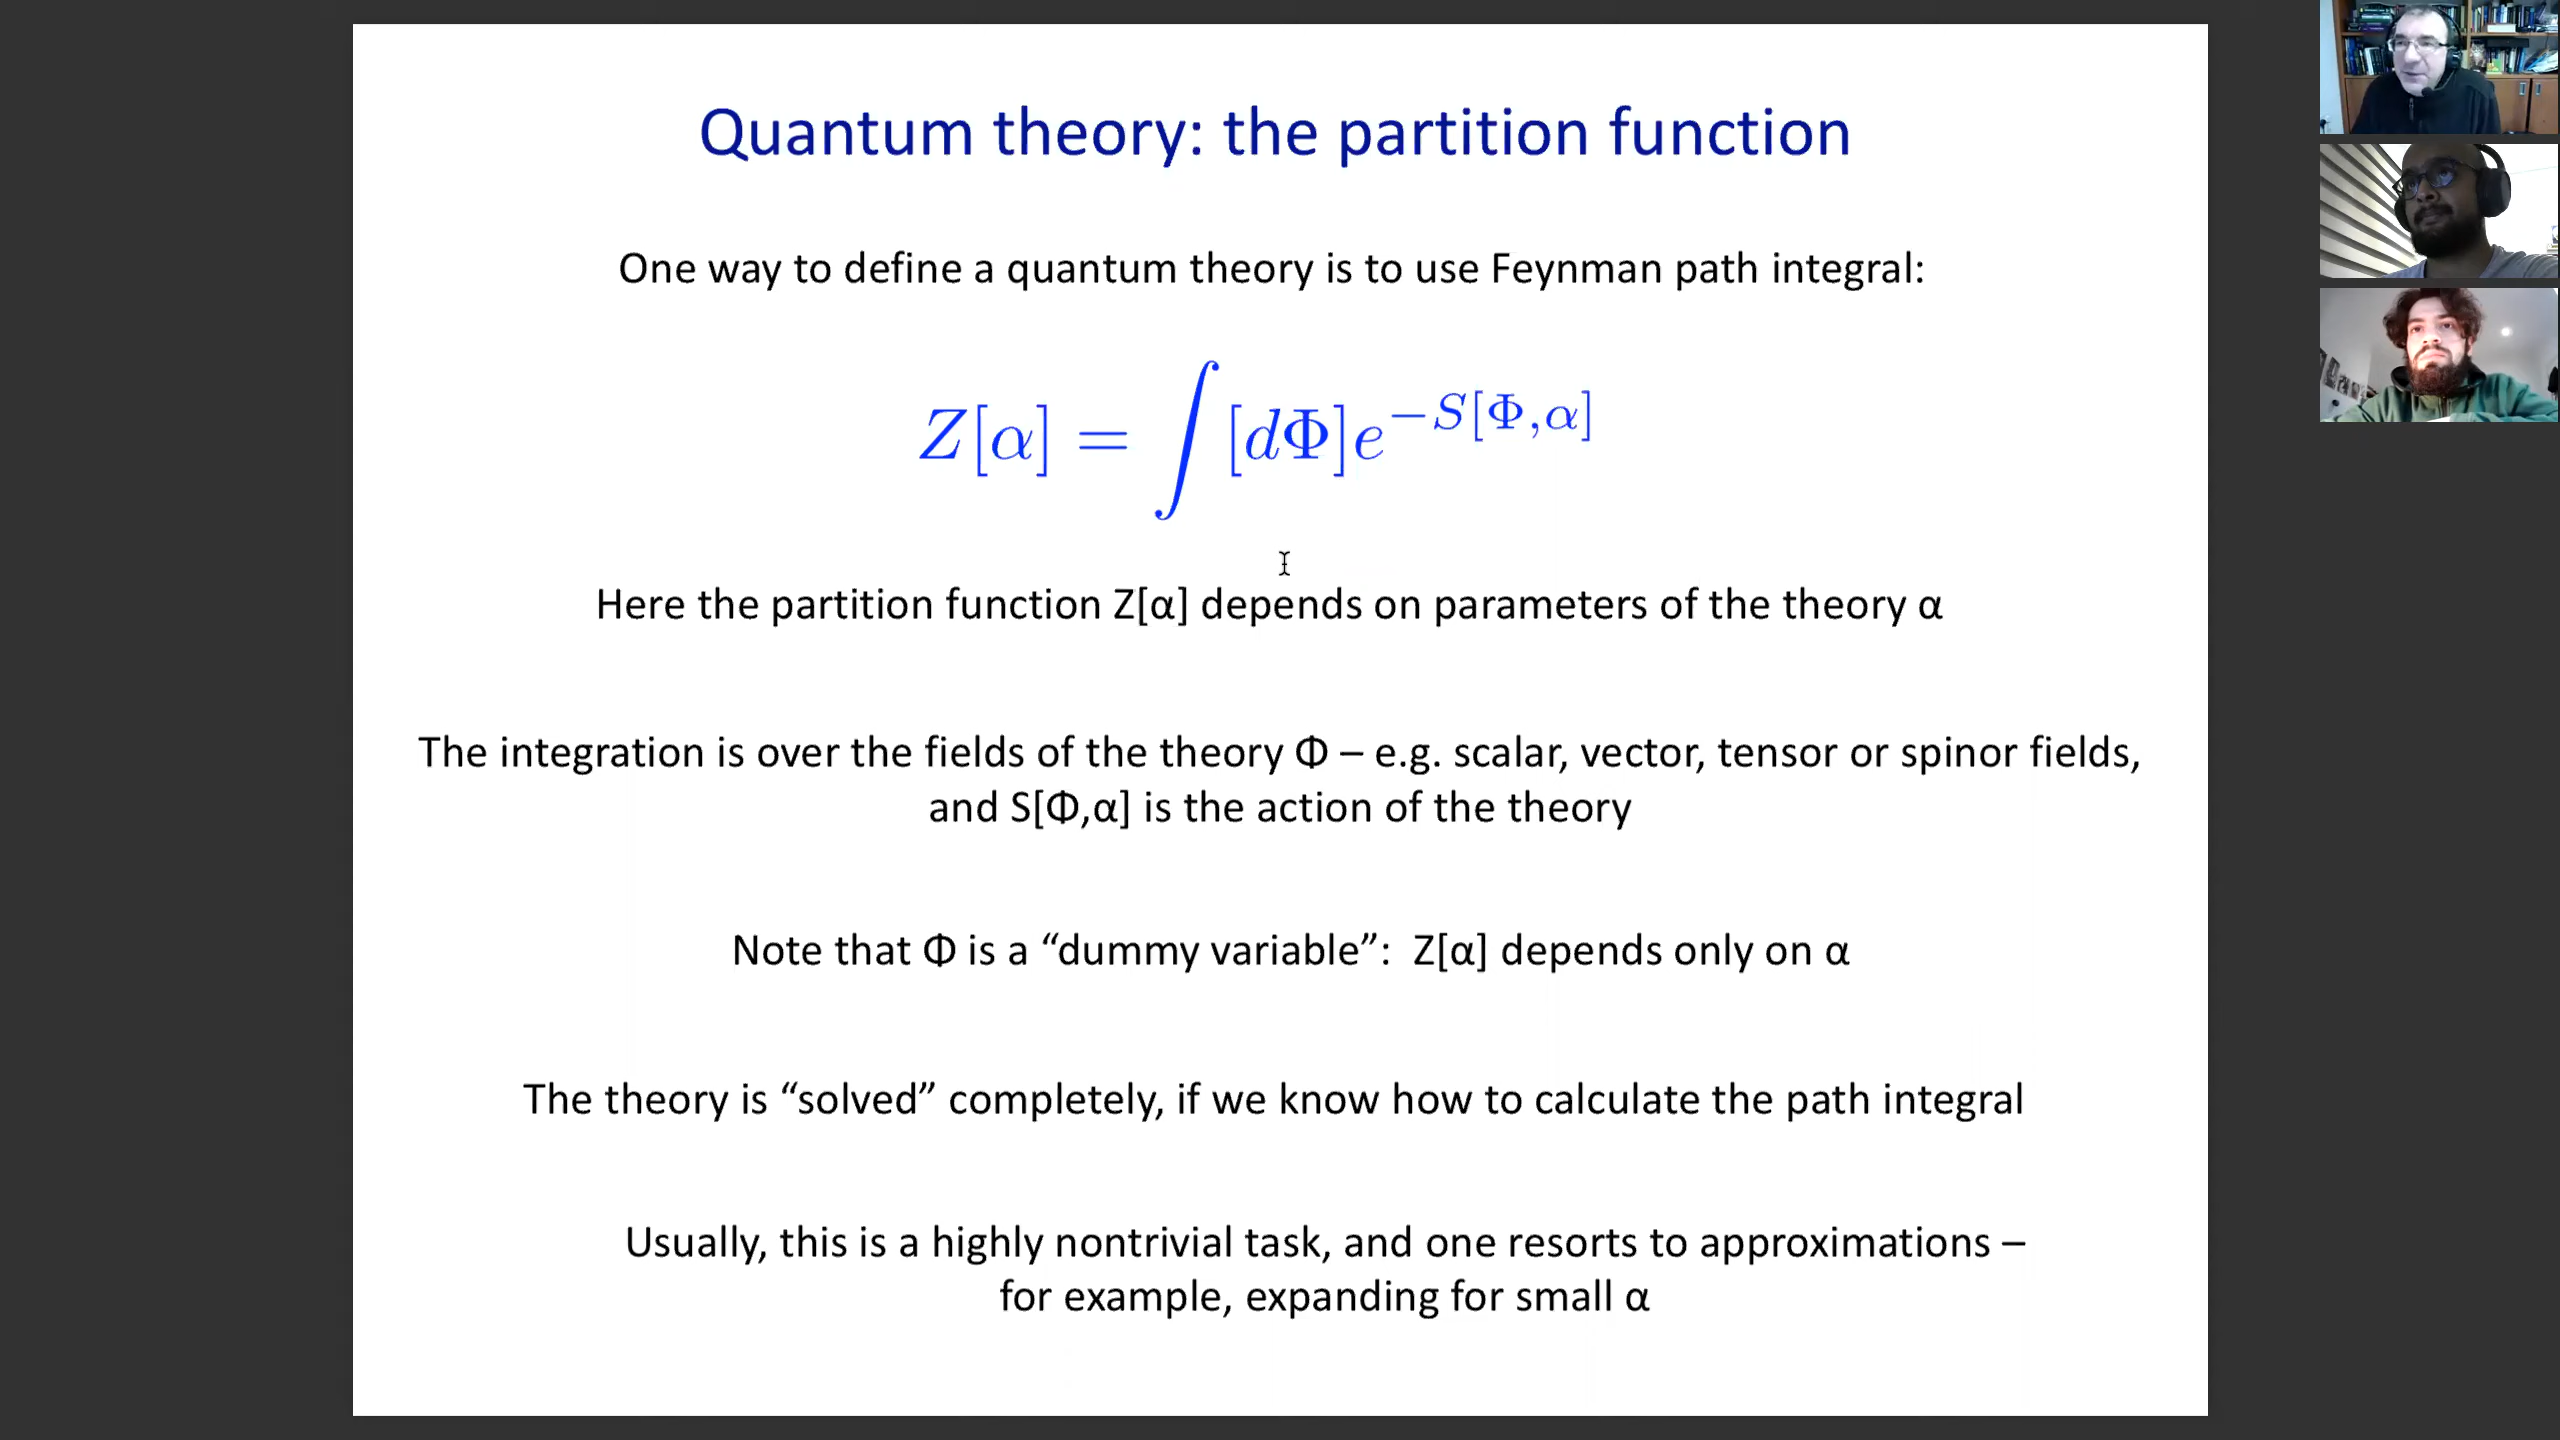 Quantum theory: the partition function
One way to define a quantum theory is to use Feynman path integral:
Z[α] = ∫[dΦ]e^{−S[Φ,α]}
Here the partition function Z[α] depends on parameters of the theory α
The integration is over the fields of the theory Φ – e.g. scalar, vector, tensor or spinor fields,
and S[Φ,α] is the action of the theory
Note that Φ is a “dummy variable”: Z[α] depends only on α
The theory is “solved” completely, if we know how to calculate the path integral
Usually, this is a highly nontrivial task, and one resorts to approximations –
for example, expanding for small α